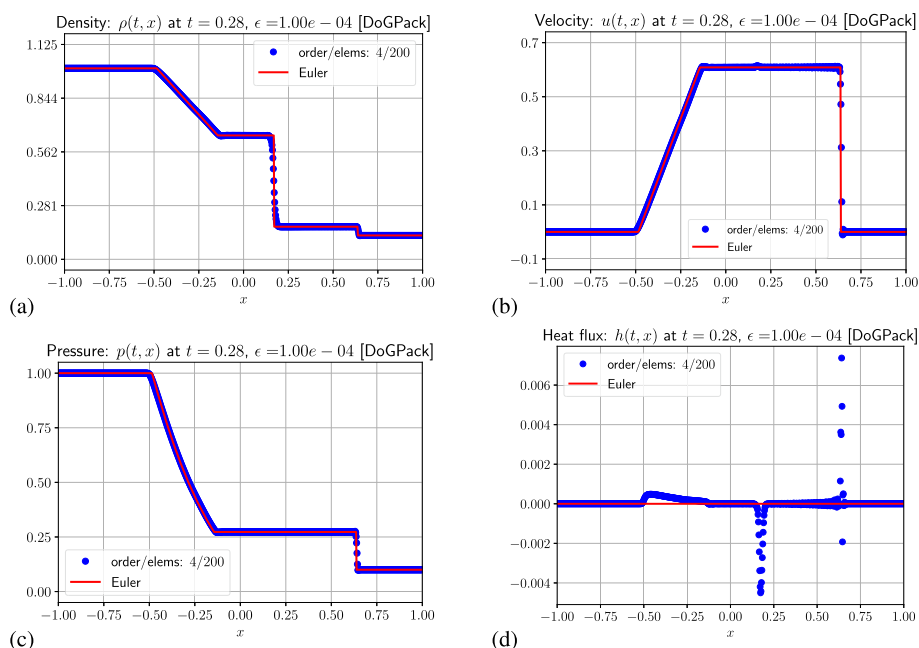 Density: ρ(t, x) at t = 0.28, ϵ =1.00e − 04 [DoGPack]
1.125
0.844
0.562
0.281
0.000
order/elems: 4/200
Euler
−1.00 −0.75 −0.50 −0.25 0.00 0.25 0.50 0.75 1.00
x
(a)
Velocity: u(t, x) at t = 0.28, ϵ =1.00e − 04 [DoGPack]
0.7
0.5
0.3
0.1
−0.1
order/elems: 4/200
Euler
−1.00 −0.75 −0.50 −0.25 0.00 0.25 0.50 0.75 1.00
x
(b)
Pressure: p(t, x) at t = 0.28, ϵ =1.00e − 04 [DoGPack]
1.00
0.75
0.50
0.25
0.00
order/elems: 4/200
Euler
−1.00 −0.75 −0.50 −0.25 0.00 0.25 0.50 0.75 1.00
x
(c)
Heat flux: h(t, x) at t = 0.28, ϵ =1.00e − 04 [DoGPack]
order/elems: 4/200
Euler
0.006
0.004
0.002
0.000
−0.002
−0.004
−1.00 −0.75 −0.50 −0.25 0.00 0.25 0.50 0.75 1.00
x
(d)